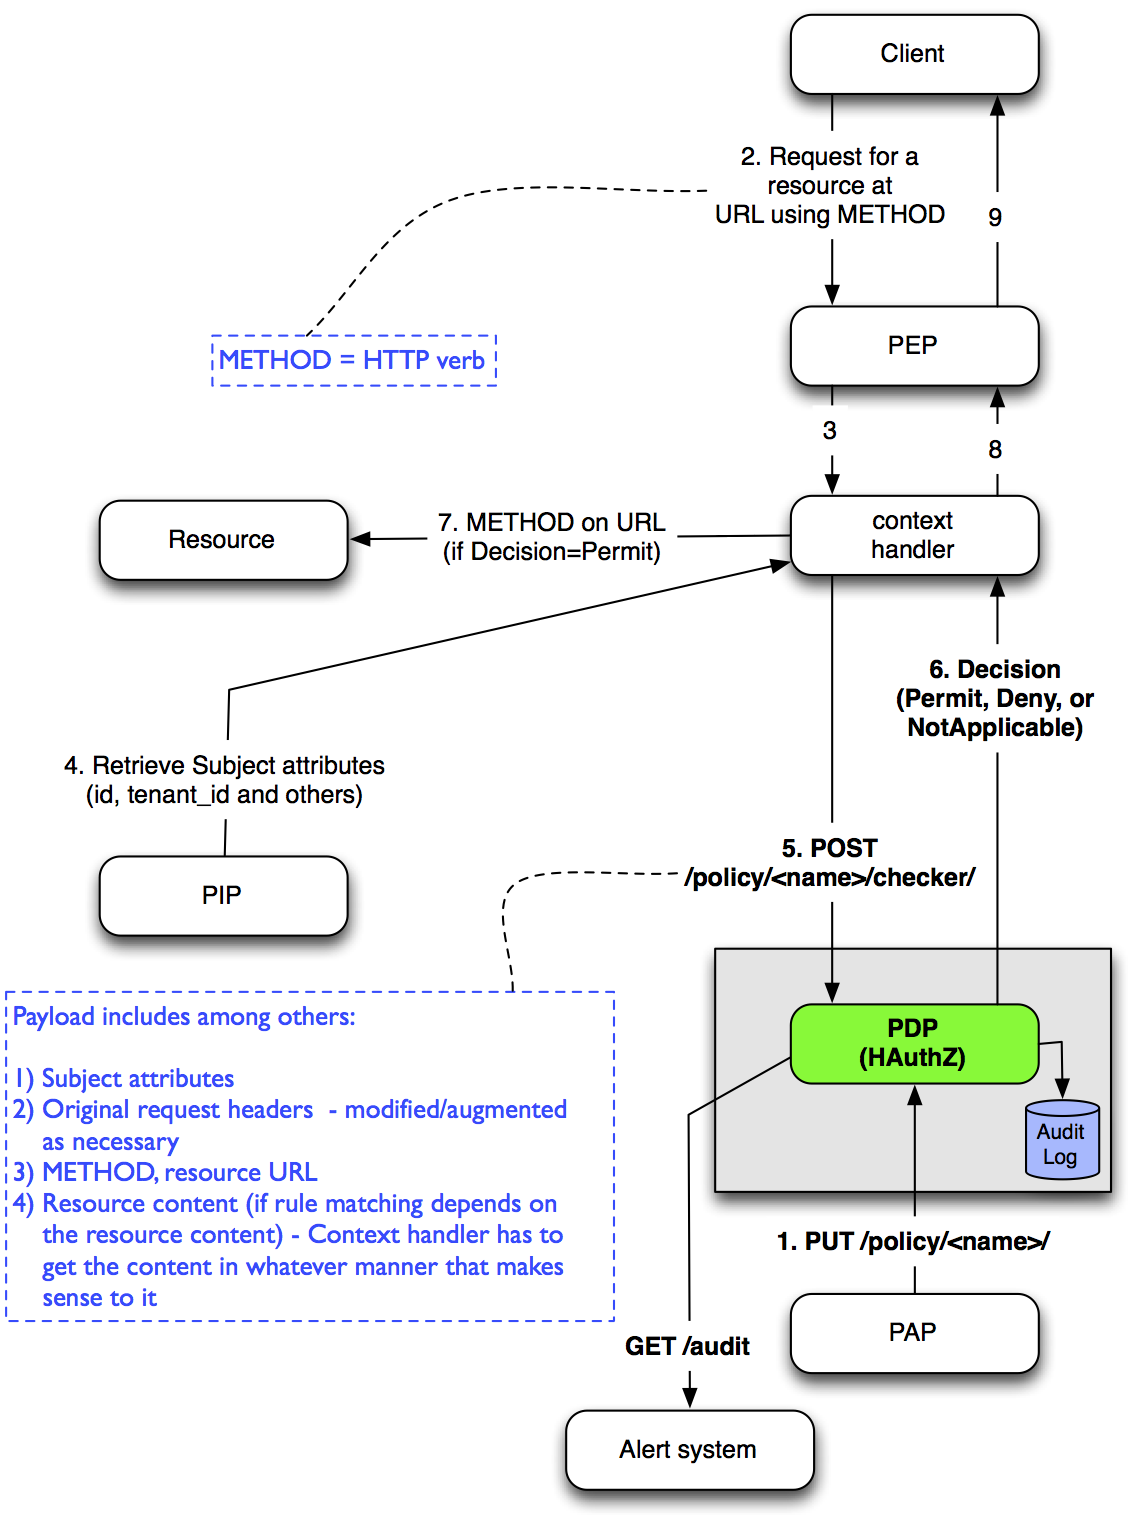 Client
2. Request for a
resource at
URL using METHOD
9
METHOD = HTTP verb
PEP
3
8
Resource
7. METHOD on URL
(if Decision=Permit)
context
handler
6. Decision
(Permit, Deny, or
NotApplicable)
4. Retrieve Subject attributes
(id, tenant_id and others)
PIP
5. POST
/policy/<name>/checker/
Payload includes among others:
1) Subject attributes
2) Original request headers - modified/augmented
as necessary
3) METHOD, resource URL
4) Resource content (if rule matching depends on
the resource content) - Context handler has to
get the content in whatever manner that makes
sense to it
PDP
(HAuthZ)
Audit
Log
1. PUT /policy/<name>/
PAP
GET /audit
Alert system